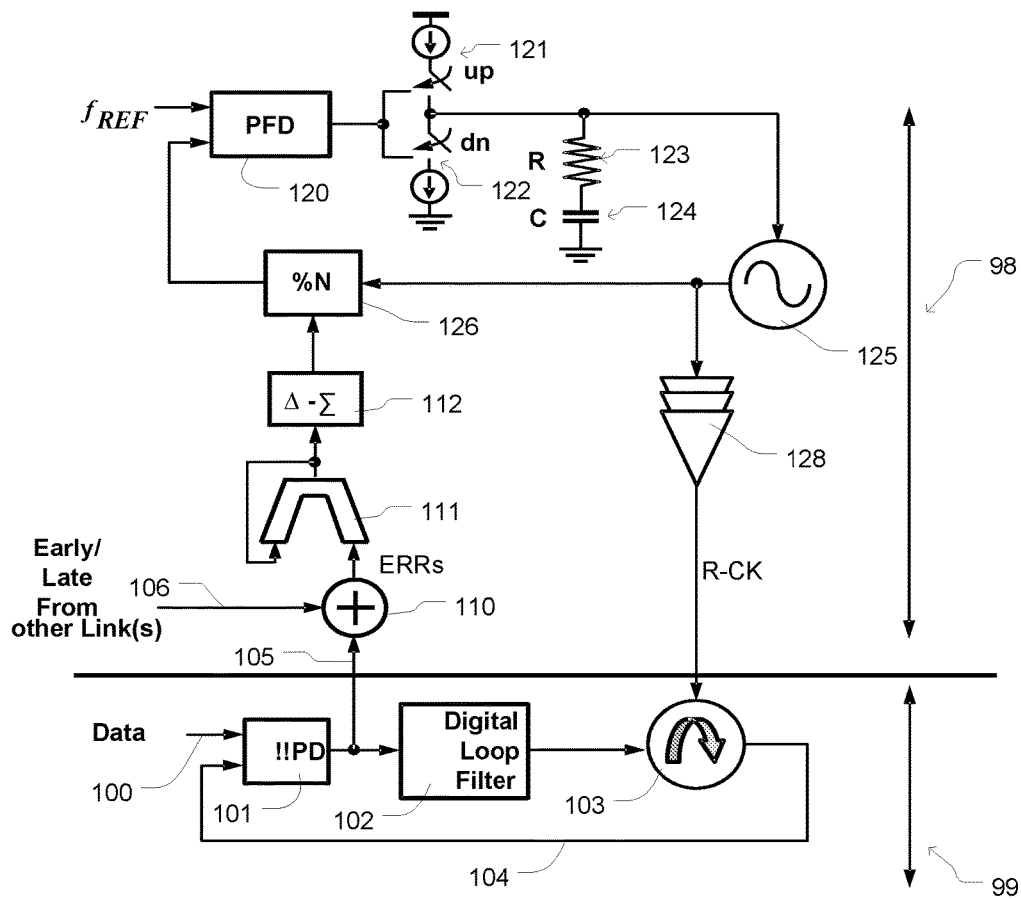 121
up
fREF
PFD
120
dn
122
R
123
C
124
98
%N
126
125
Δ - Σ
112
128
111
Early/
Late
From
other Link(s)
106
ERRs
110
R-CK
105
Data
100
!!PD
101
Digital
Loop
Filter
102
103
104
99